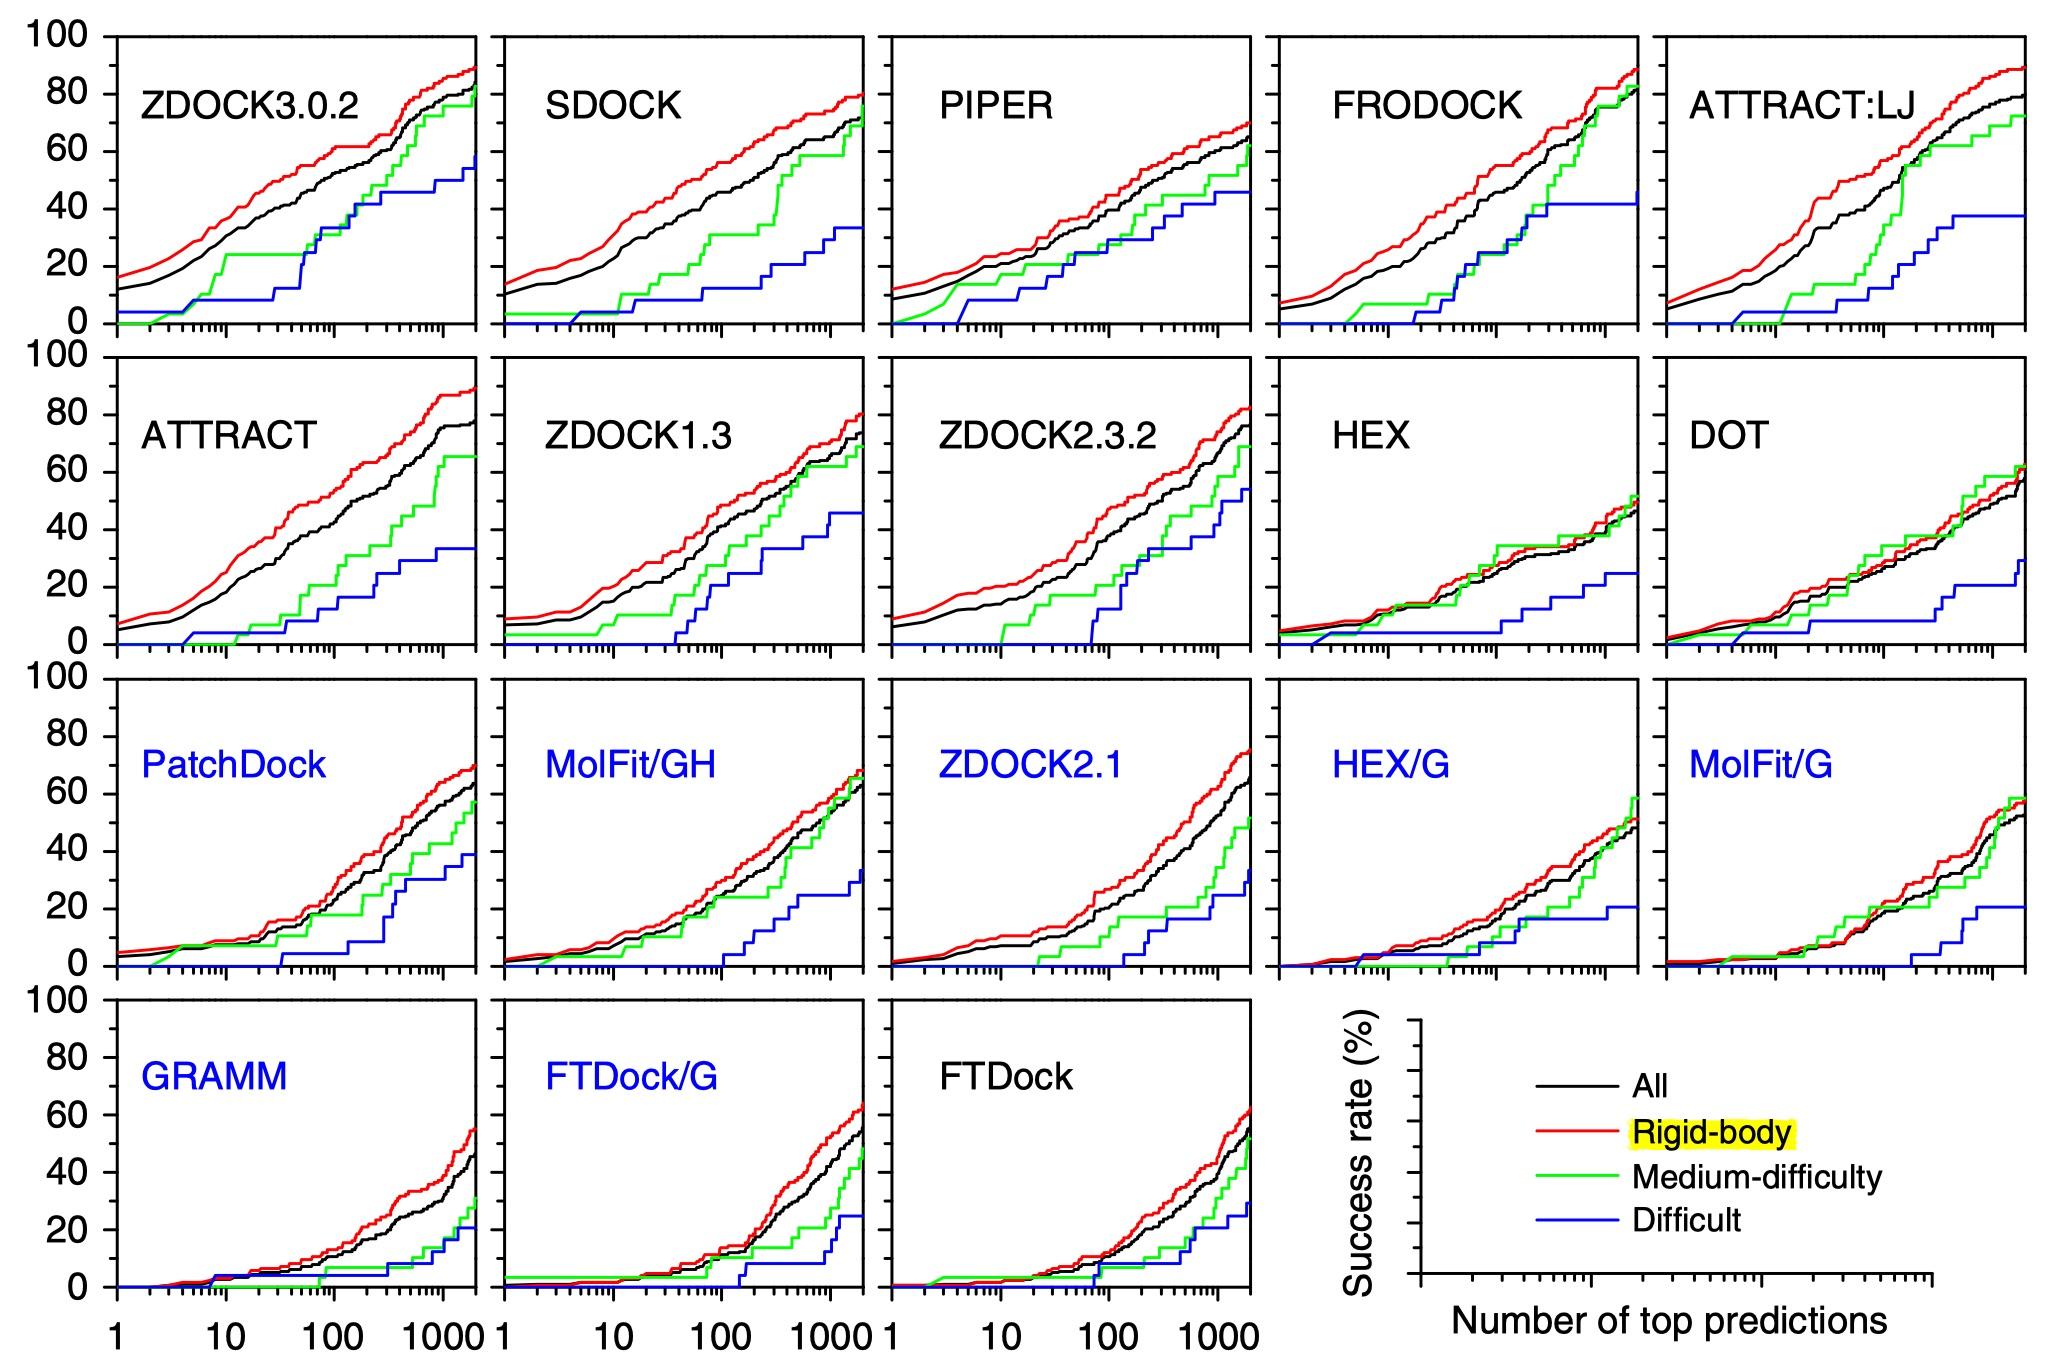 100
80
60
40
20
0
ZDOCK3.0.2
SDOCK
PIPER
FRODOCK
ATTRACT:LJ
100
80
60
40
20
0
ATTRACT
ZDOCK1.3
ZDOCK2.3.2
HEX
DOT
100
80
60
40
20
0
PatchDock
MolFit/GH
ZDOCK2.1
HEX/G
MolFit/G
100
80
60
40
20
0
GRAMM
FTDock/G
FTDock
1 10 100 1000
1 10 100 1000
1 10 100 1000
Success rate (%)
All
Rigid-body
Medium-difficulty
Difficult
Number of top predictions